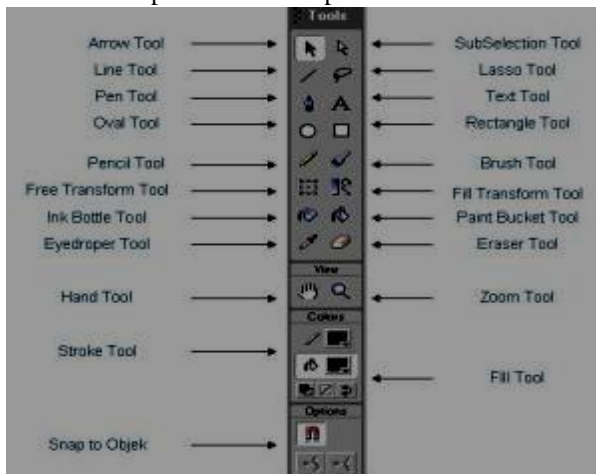 Tools
Arrow Tool
SubSelection Tool
Line Tool
Lasso Tool
Pen Tool
Text Tool
Oval Tool
Rectangle Tool
Pencil Tool
Brush Tool
Free Transform Tool
Fill Transform Tool
Ink Bottle Tool
Paint Bucket Tool
Eyedroper Tool
Eraser Tool
View
Hand Tool
Zoom Tool
Colors
Stroke Tool
Fill Tool
Options
Snap to Objek